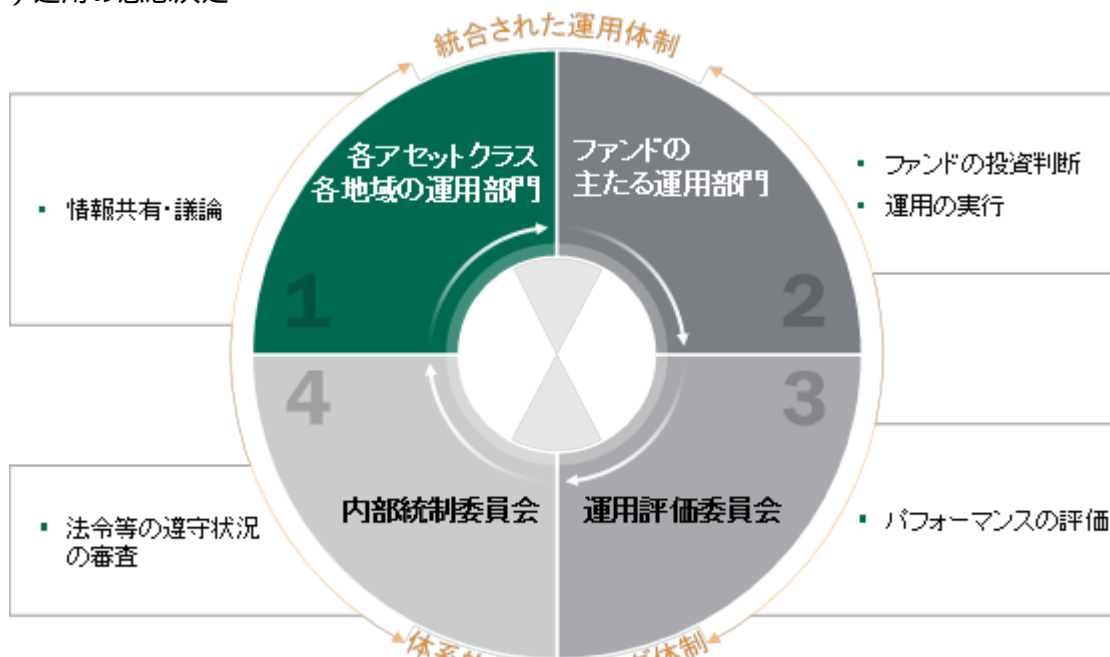 統合された運用体制
各アセットクラス
各地域の運用部門
ファンドの
主たる運用部門
・ 情報共有・議論
・ ファンドの投資判断
・ 運用の実行
1
2
4
3
内部統制委員会
運用評価委員会
・ 法令等の遵守状況
の審査
・ パフォーマンスの評価
体系
体制